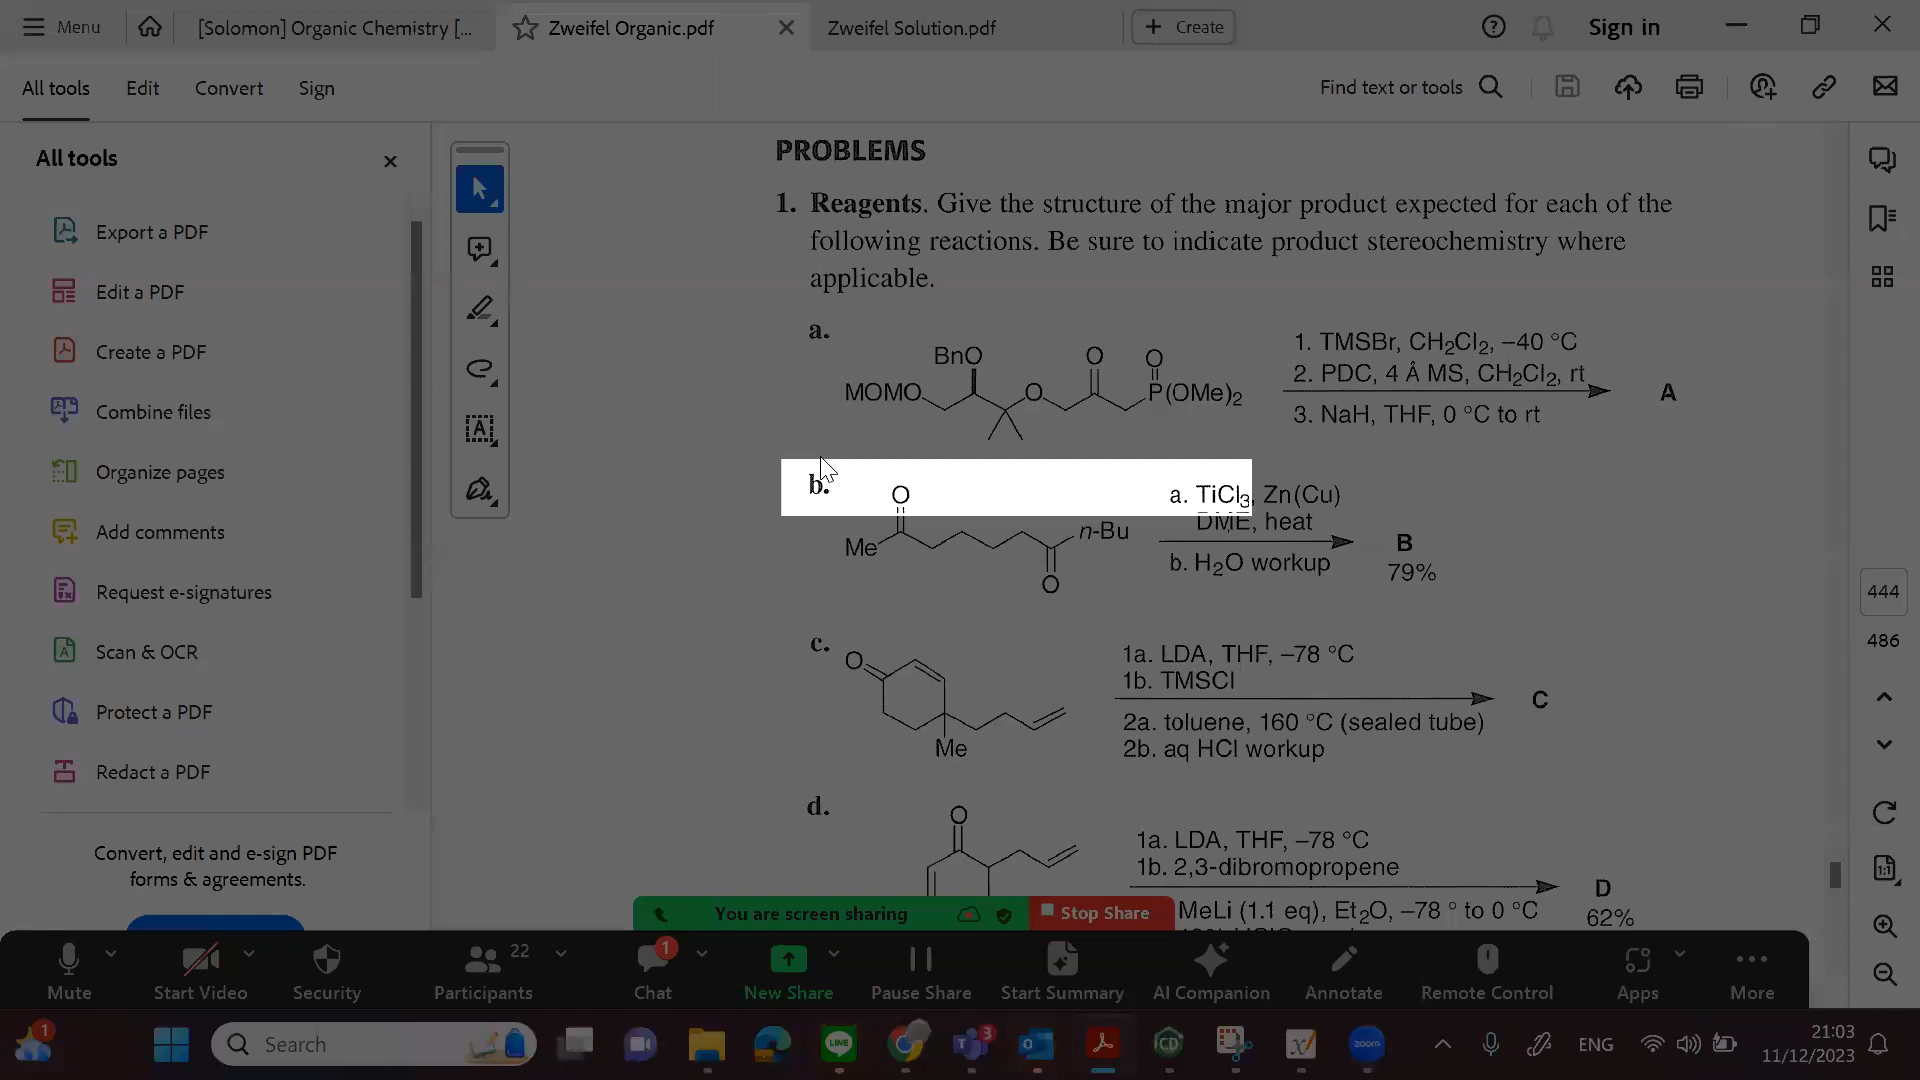 Menu
[Solomon] Organic Chemistry [...
Zweifel Organic.pdf
Zweifel Solution.pdf
Create
Sign in
All tools
Edit
Convert
Sign
Find text or tools
All tools
Export a PDF
Edit a PDF
Create a PDF
Combine files
Organize pages
Add comments
Request e-signatures
Scan & OCR
Protect a PDF
Redact a PDF
Convert, edit and e-sign PDF
forms & agreements.
PROBLEMS
1. Reagents. Give the structure of the major product expected for each of the
following reactions. Be sure to indicate product stereochemistry where
applicable.
a.
BnO
O
O
MOMO
O
P(OMe)2
1. TMSBr, CH2Cl2, –40 °C
2. PDC, 4 Å MS, CH2Cl2, rt
3. NaH, THF, 0 °C to rt
A
b.
O
Me
n-Bu
O
a. TiCl3, Zn(Cu)
DME, heat
b. H2O workup
B
79%
c.
O
Me
1a. LDA, THF, –78 °C
1b. TMSCl
2a. toluene, 160 °C (sealed tube)
2b. aq HCl workup
C
d.
O
1a. LDA, THF, –78 °C
1b. 2,3-dibromopropene
MeLi (1.1 eq), Et2O, –78 ° to 0 °C
D
62%
444
486
1:1
You are screen sharing
Stop Share
Mute
Start Video
Security
22
Participants
1
Chat
New Share
Pause Share
Start Summary
AI Companion
Annotate
Remote Control
Apps
More
1
Search
LINE
3
CD
zoom
ENG
21:03
11/12/2023